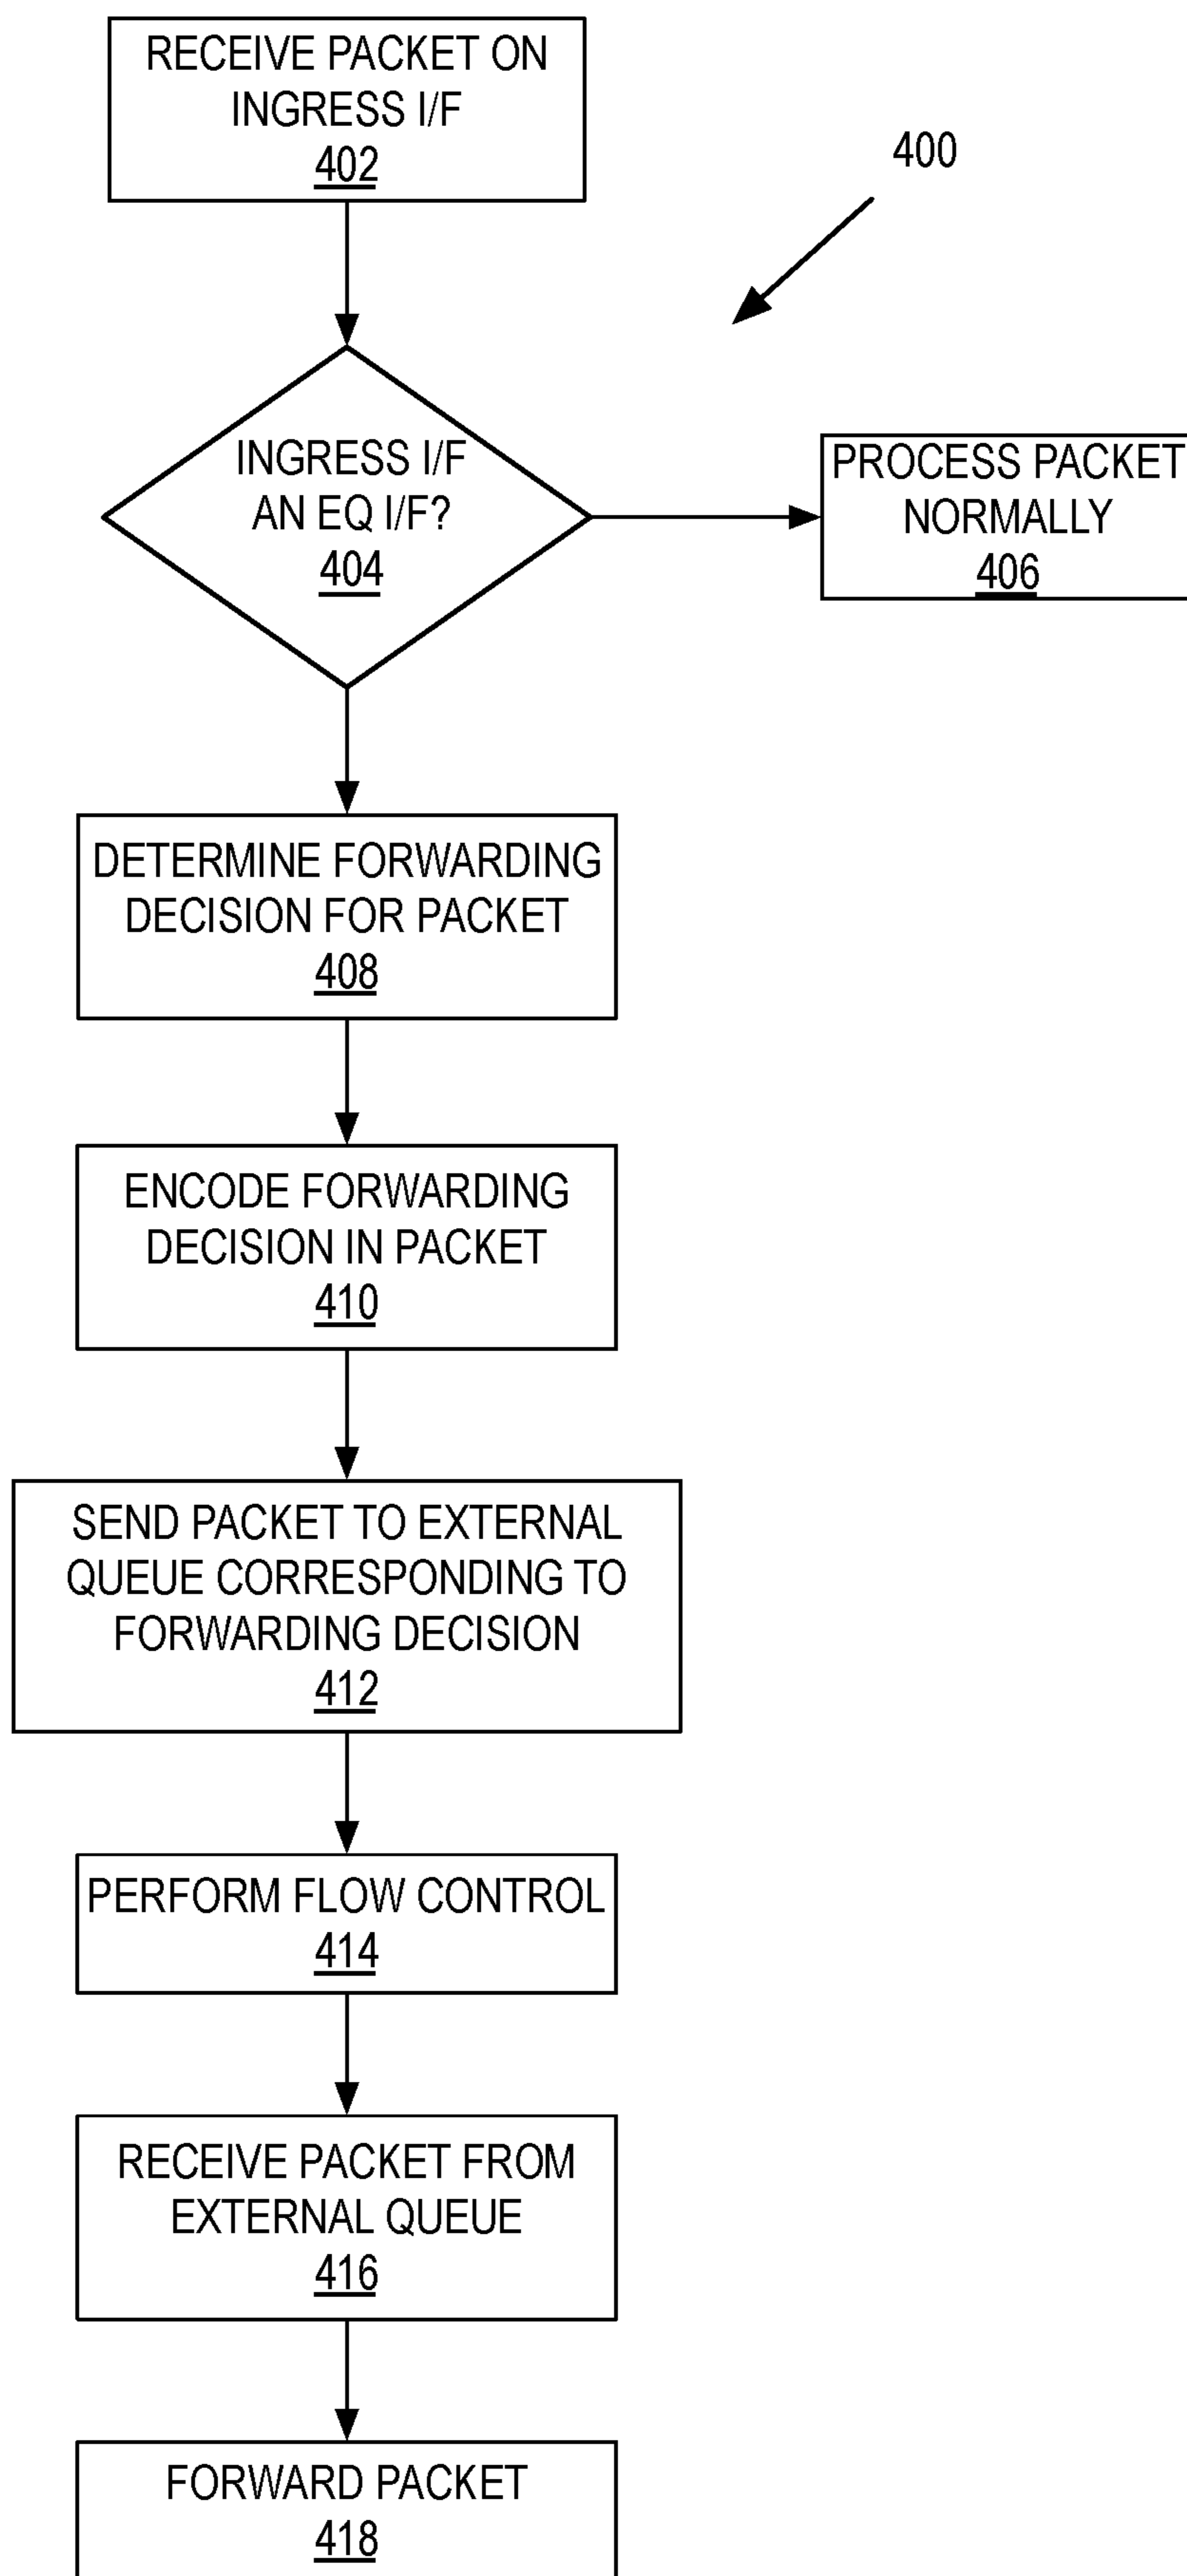 RECEIVE PACKET ON
INGRESS I/F
402
400
INGRESS I/F
AN EQ I/F?
404
PROCESS PACKET
NORMALLY
406
DETERMINE FORWARDING
DECISION FOR PACKET
408
ENCODE FORWARDING
DECISION IN PACKET
410
SEND PACKET TO EXTERNAL
QUEUE CORRESPONDING TO
FORWARDING DECISION
412
PERFORM FLOW CONTROL
414
RECEIVE PACKET FROM
EXTERNAL QUEUE
416
FORWARD PACKET
418